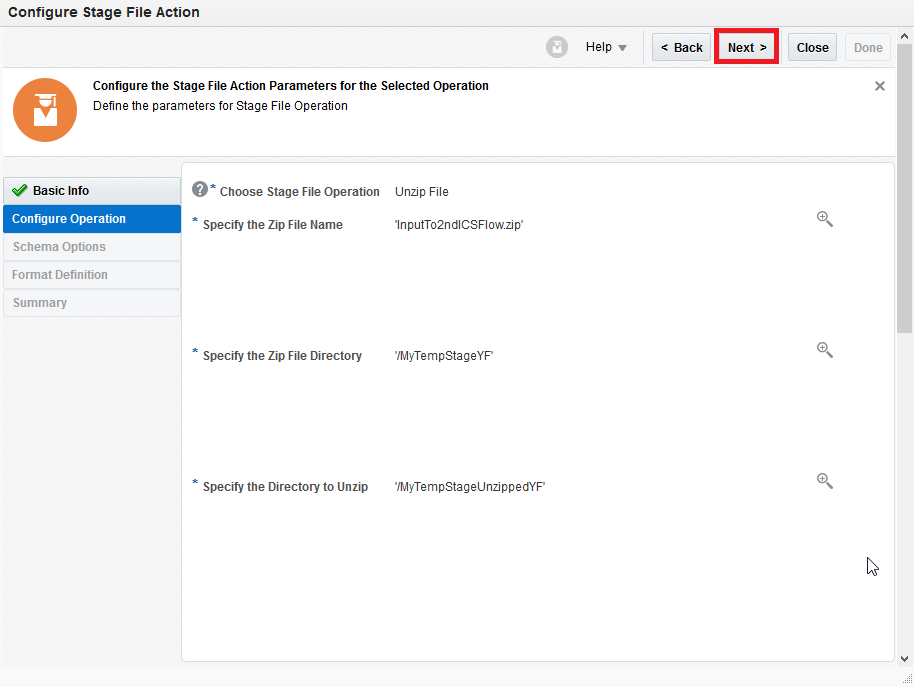 Configure Stage File Action
Help
< Back
Next >
Close
Done
Configure the Stage File Action Parameters for the Selected Operation
Define the parameters for Stage File Operation
Basic Info
Configure Operation
Schema Options
Format Definition
Summary
? * Choose Stage File Operation Unzip File
* Specify the Zip File Name 'InputTo2ndICSFlow.zip'
* Specify the Zip File Directory '/MyTempStageYF'
* Specify the Directory to Unzip '/MyTempStageUnzippedYF'